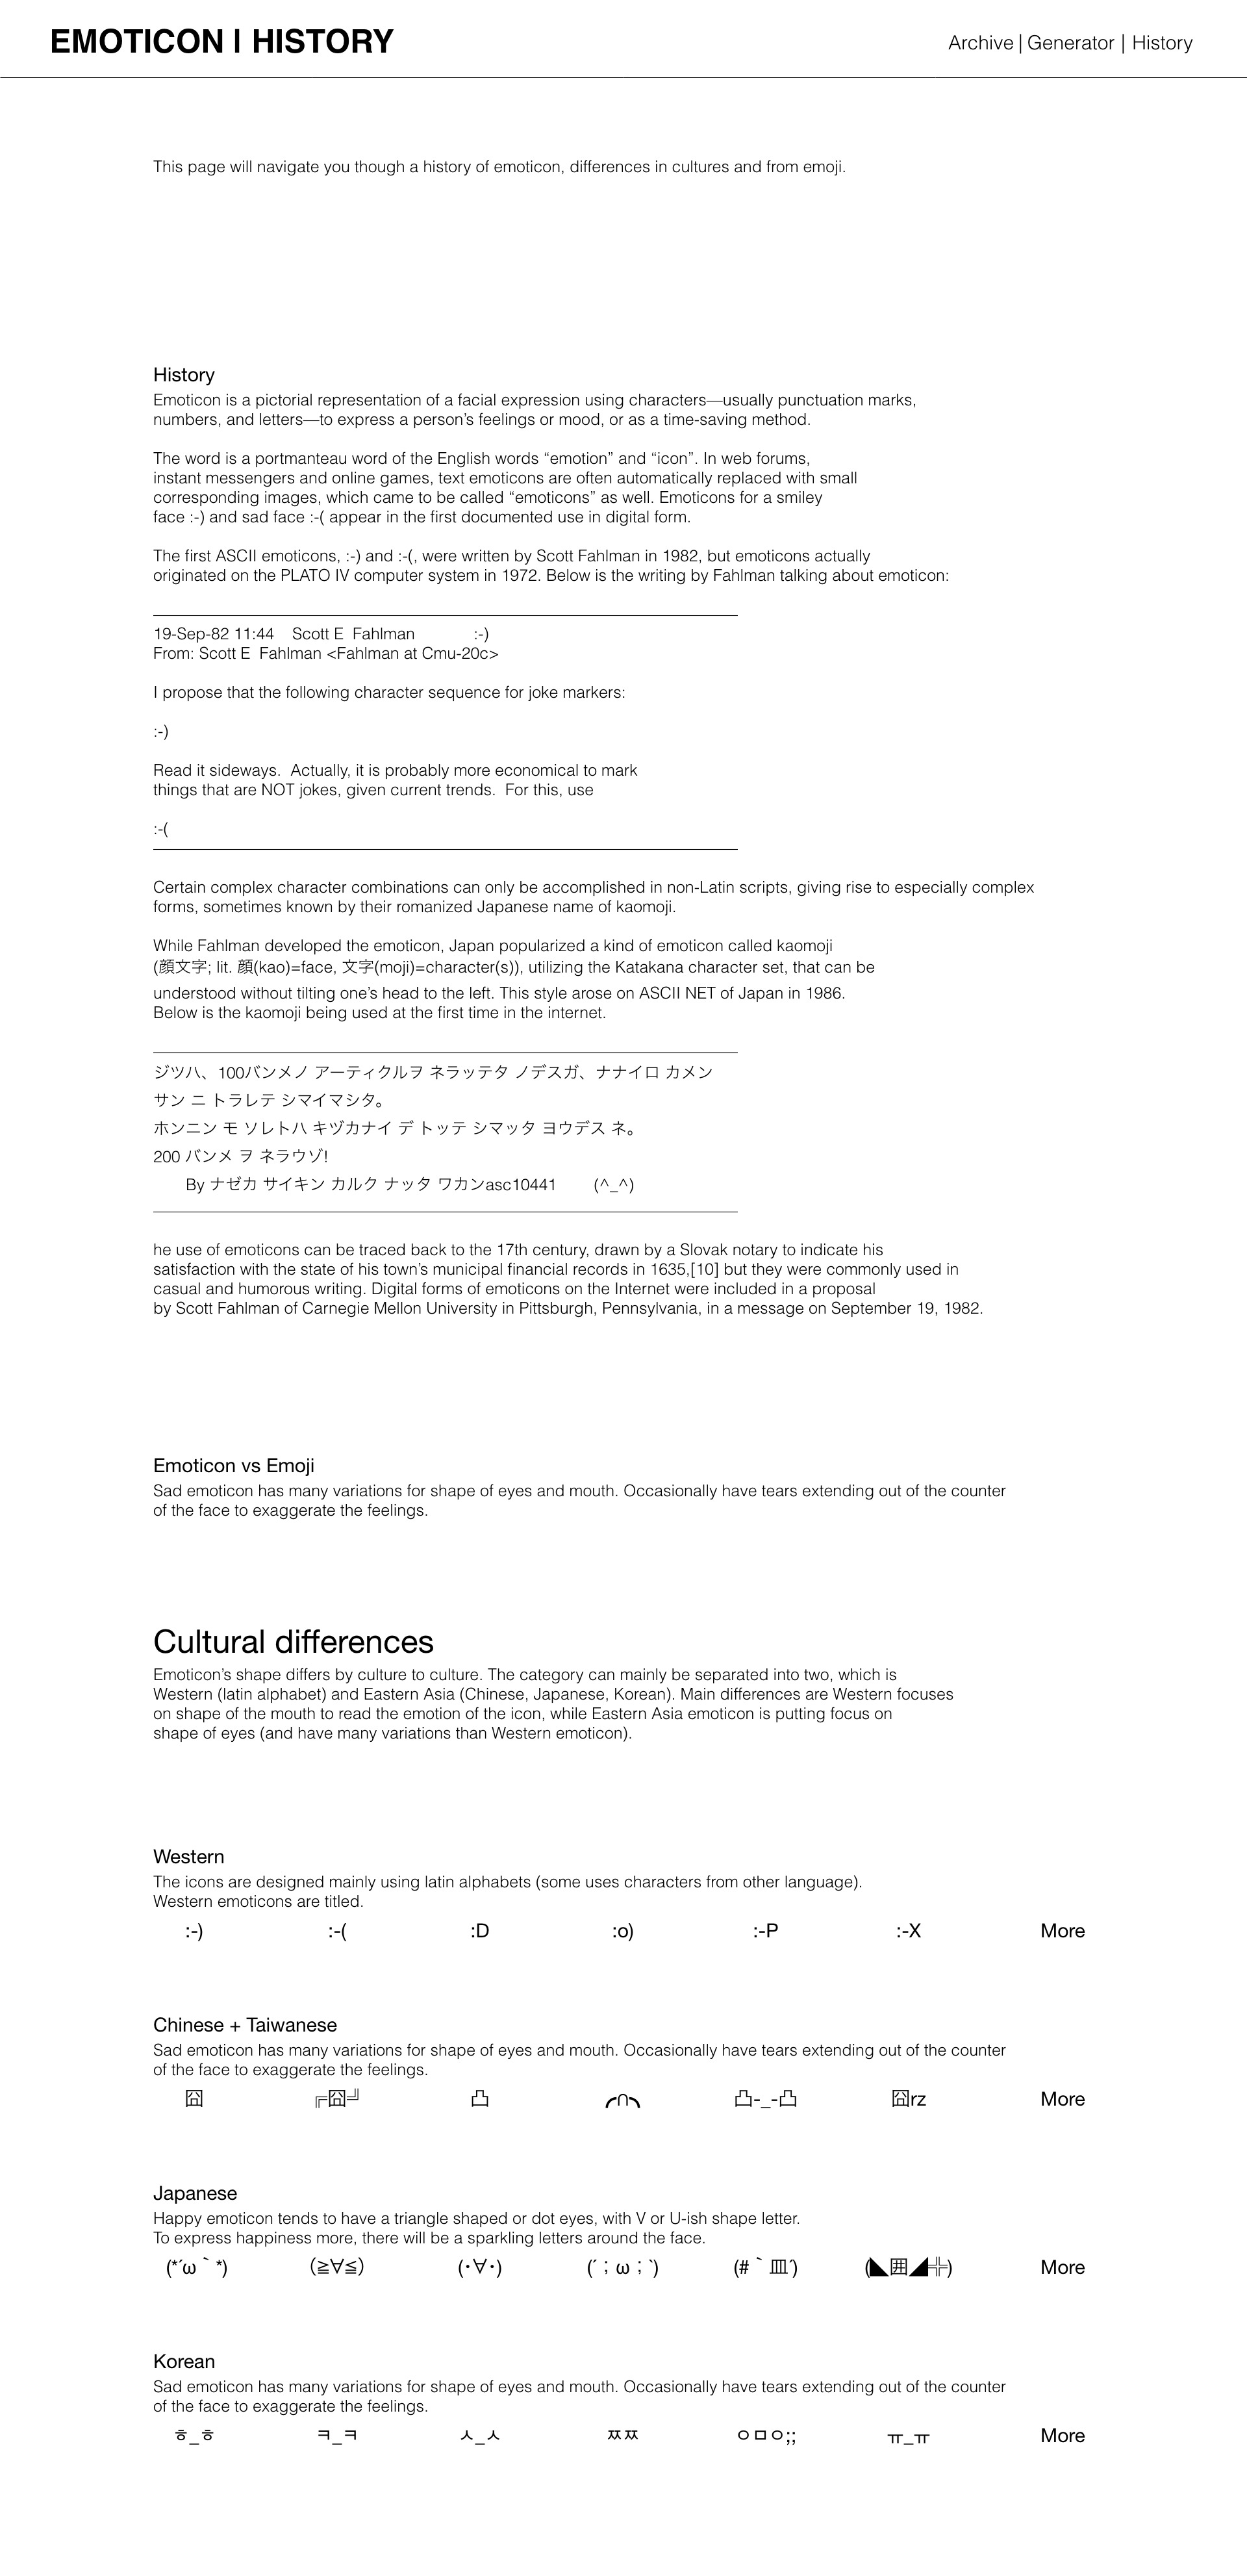 EMOTICON | HISTORY
Archive | Generator | History
This page will navigate you though a history of emoticon, differences in cultures and from emoji.
History
Emoticon is a pictorial representation of a facial expression using characters—usually punctuation marks,
numbers, and letters—to express a person’s feelings or mood, or as a time-saving method.
The word is a portmanteau word of the English words “emotion” and “icon”. In web forums,
instant messengers and online games, text emoticons are often automatically replaced with small
corresponding images, which came to be called “emoticons” as well. Emoticons for a smiley
face :-) and sad face :-( appear in the first documented use in digital form.
The first ASCII emoticons, :-) and :-(, were written by Scott Fahlman in 1982, but emoticons actually
originated on the PLATO IV computer system in 1972. Below is the writing by Fahlman talking about emoticon:
19-Sep-82 11:44    Scott E  Fahlman             :-)
From: Scott E  Fahlman <Fahlman at Cmu-20c>
I propose that the following character sequence for joke markers:
:-)
Read it sideways.  Actually, it is probably more economical to mark
things that are NOT jokes, given current trends.  For this, use
:-(
Certain complex character combinations can only be accomplished in non-Latin scripts, giving rise to especially complex
forms, sometimes known by their romanized Japanese name of kaomoji.
While Fahlman developed the emoticon, Japan popularized a kind of emoticon called kaomoji
(顔文字; lit. 顔(kao)=face, 文字(moji)=character(s)), utilizing the Katakana character set, that can be
understood without tilting one’s head to the left. This style arose on ASCII NET of Japan in 1986.
Below is the kaomoji being used at the first time in the internet.
ジツハ、100バンメノ アーティクルヲ ネラッテタ ノデスガ、ナナイロ カメン
サン ニ トラレテ シマイマシタ。
ホンニン モ ソレトハ キヅカナイ デ トッテ シマッタ ヨウデス ネ。
200 バンメ ヲ ネラウゾ!
By ナゼカ サイキン カルク ナッタ ワカンasc10441        (^_^)
he use of emoticons can be traced back to the 17th century, drawn by a Slovak notary to indicate his
satisfaction with the state of his town’s municipal financial records in 1635,[10] but they were commonly used in
casual and humorous writing. Digital forms of emoticons on the Internet were included in a proposal
by Scott Fahlman of Carnegie Mellon University in Pittsburgh, Pennsylvania, in a message on September 19, 1982.
Emoticon vs Emoji
Sad emoticon has many variations for shape of eyes and mouth. Occasionally have tears extending out of the counter
of the face to exaggerate the feelings.
Cultural differences
Emoticon’s shape differs by culture to culture. The category can mainly be separated into two, which is
Western (latin alphabet) and Eastern Asia (Chinese, Japanese, Korean). Main differences are Western focuses
on shape of the mouth to read the emotion of the icon, while Eastern Asia emoticon is putting focus on
shape of eyes (and have many variations than Western emoticon).
Western
The icons are designed mainly using latin alphabets (some uses characters from other language).
Western emoticons are titled.
:-) :-( :D :o) :-P :-X More
Chinese + Taiwanese
Sad emoticon has many variations for shape of eyes and mouth. Occasionally have tears extending out of the counter
of the face to exaggerate the feelings.
囧 ╔囧╝ 凸 ╭∩╮ 凸-_-凸 囧rz More
Japanese
Happy emoticon tends to have a triangle shaped or dot eyes, with V or U-ish shape letter.
To express happiness more, there will be a sparkling letters around the face.
(*´ω｀*) （≧∀≦） (･∀･) (´；ω；`) (#｀皿´) (◣囲◢╬) More
Korean
Sad emoticon has many variations for shape of eyes and mouth. Occasionally have tears extending out of the counter
of the face to exaggerate the feelings.
ㅎ_ㅎ ㅋ_ㅋ ㅅ_ㅅ ㅉㅉ ㅇㅁㅇ;; ㅠ_ㅠ More